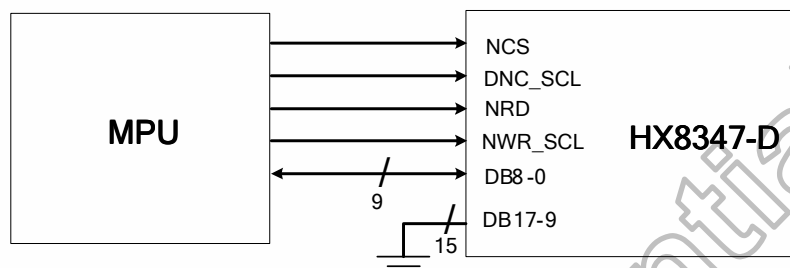 NCS
DNC_SCL
NRD
MPU
NWR_SCL
HX8347-D
DB8-0
9
DB17-9
15